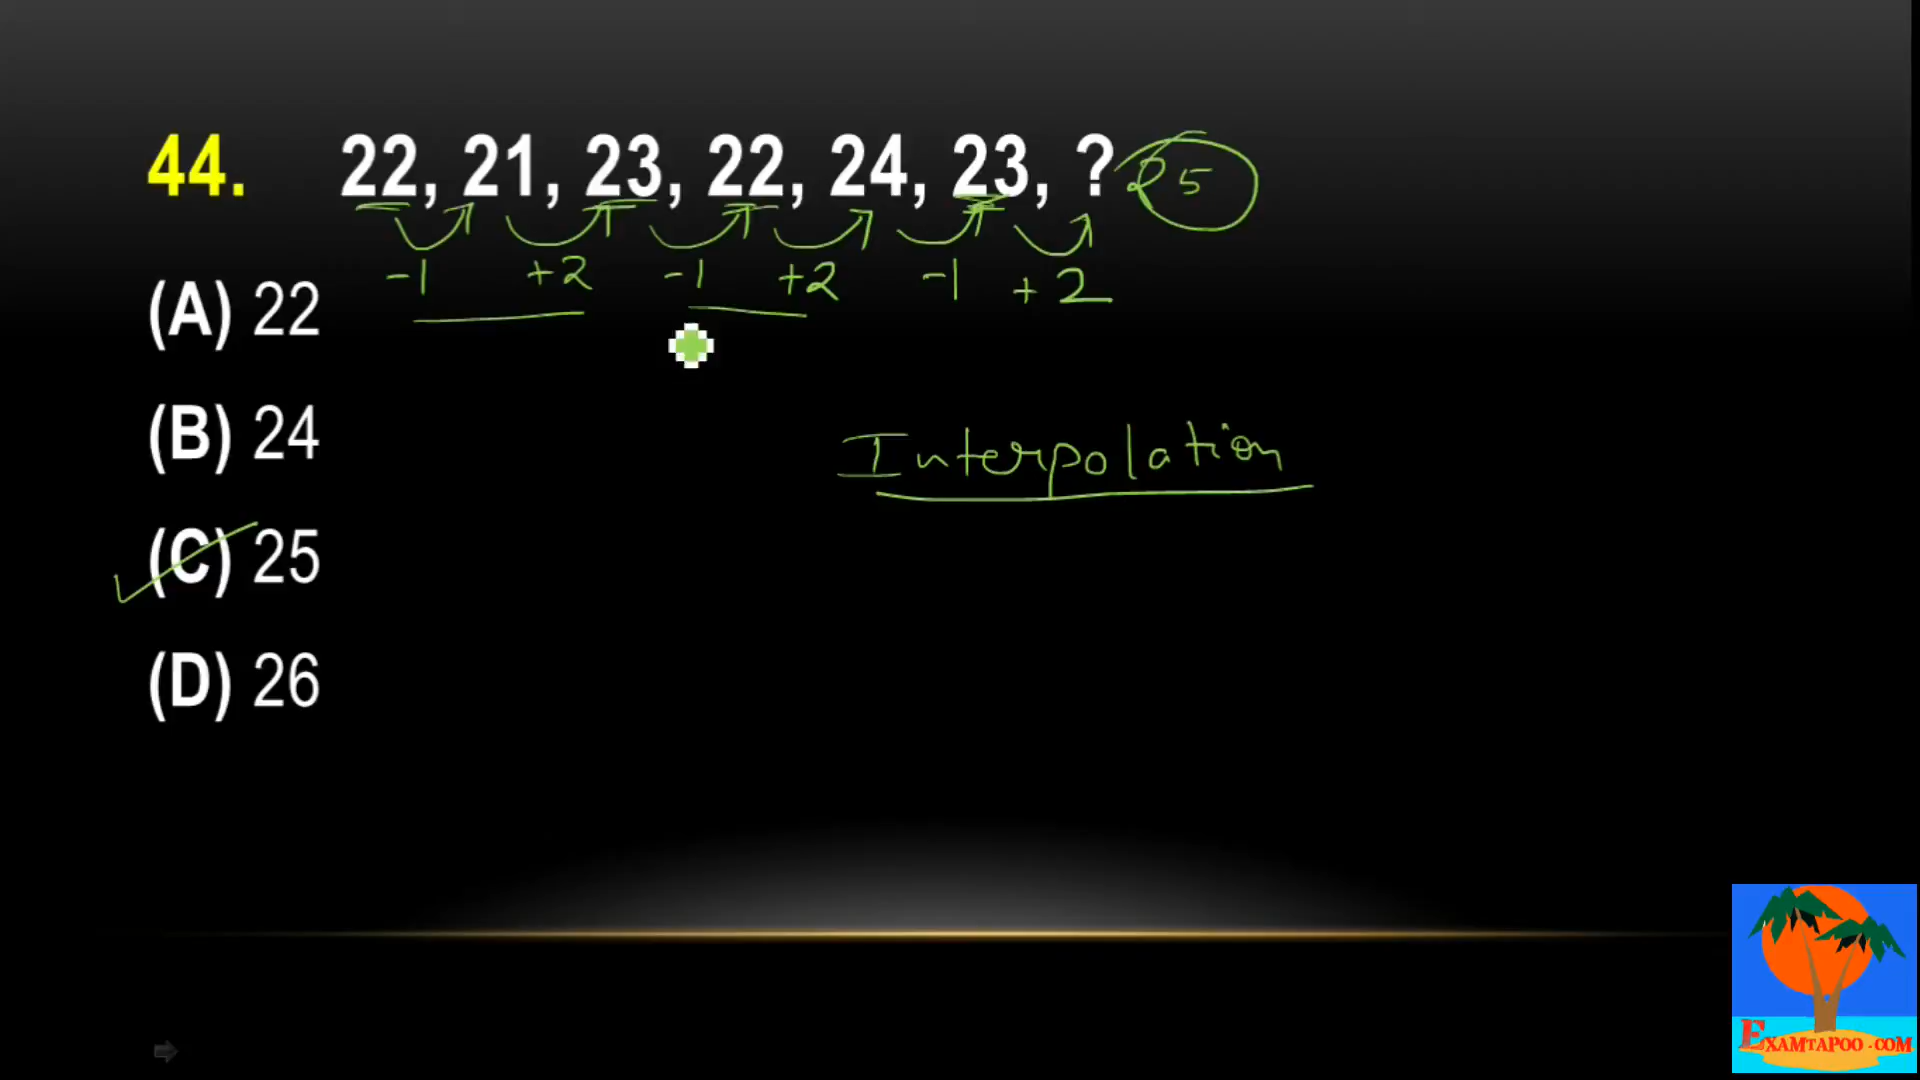 44. 22, 21, 23, 22, 24, 23, ? 25
-1 +2 -1 +2 -1 +2
(A) 22
(B) 24
Interpolation
(C) 25
(D) 26
EXAMTAPOO.COM